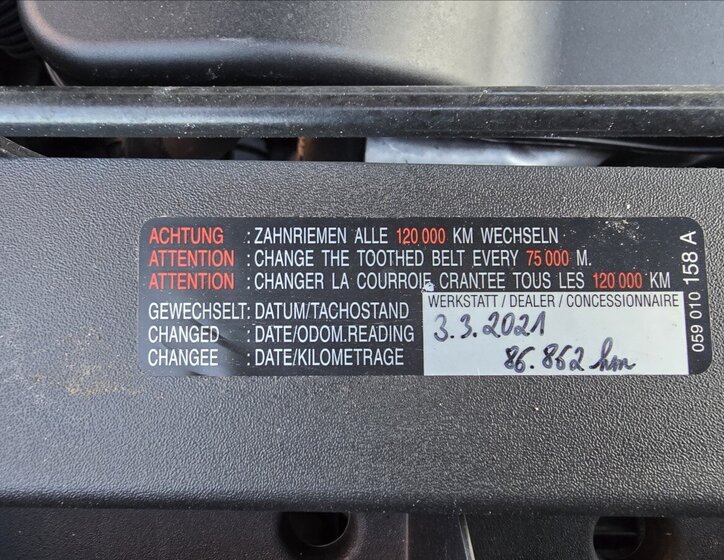 ACHTUNG : ZAHNRIEMEN ALLE 120 000 KM WECHSELN
ATTENTION : CHANGE THE TOOTHED BELT EVERY 75 000 M.
ATTENTION : CHANGER LA COURROIE CRANTEE TOUS LES 120 000 KM
GEWECHSELT: DATUM/TACHOSTAND
CHANGED : DATE/ODOM.READING
CHANGEE : DATE/KILOMETRAGE
WERKSTATT / DEALER / CONCESSIONNAIRE
3.3.2021
86.862 km
059 010 158 A